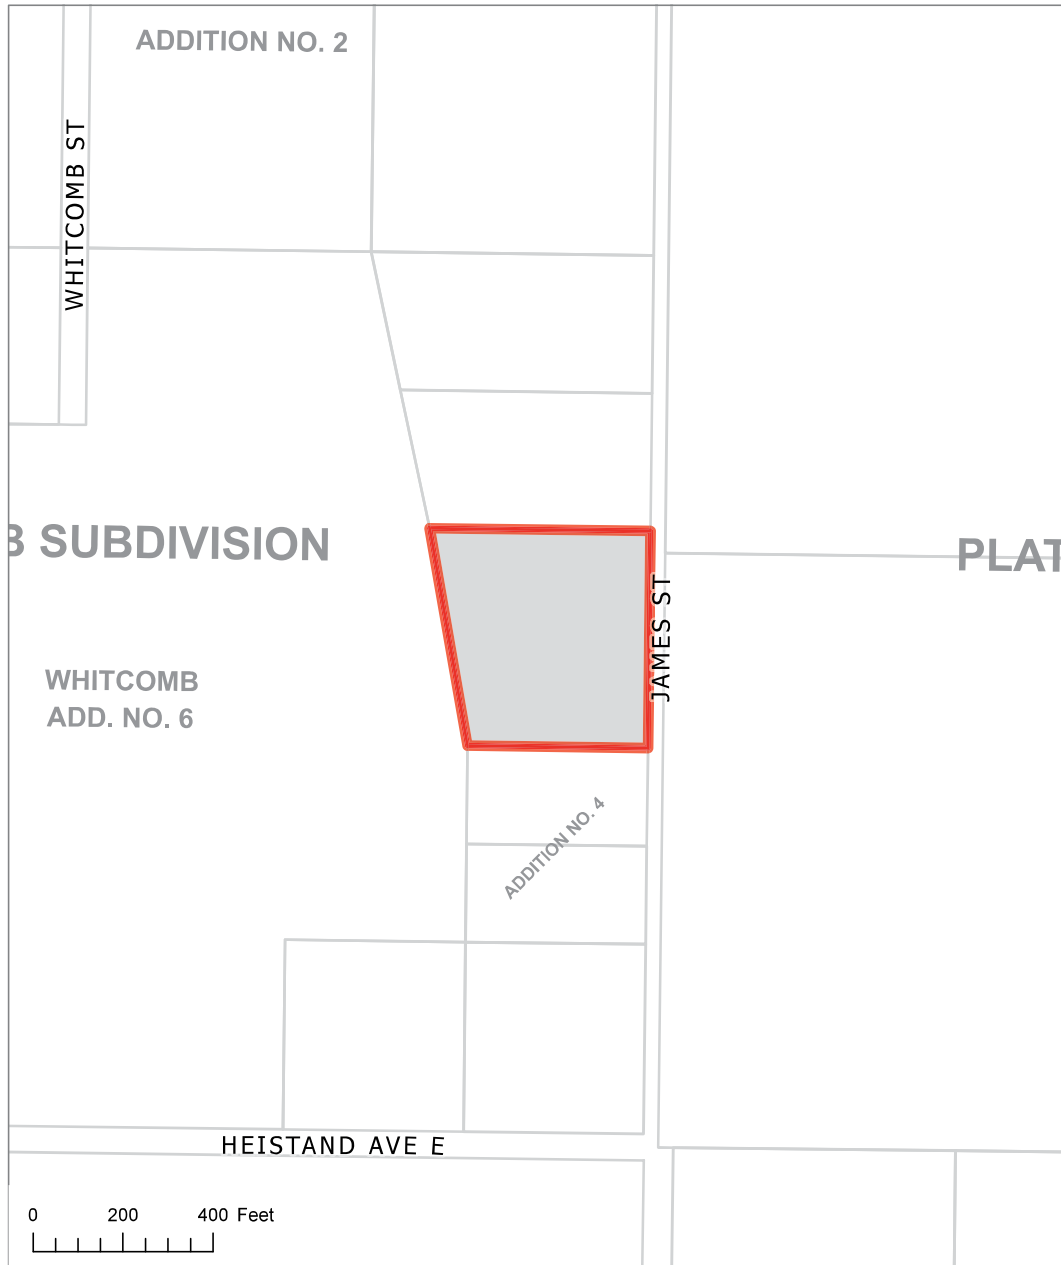 ADDITION NO. 2
WHITCOMB ST
B SUBDIVISION
PLAT
JAMES ST
WHITCOMB
ADD. NO. 6
ADDITION NO. 4
HEISTAND AVE E
0 200 400 Feet